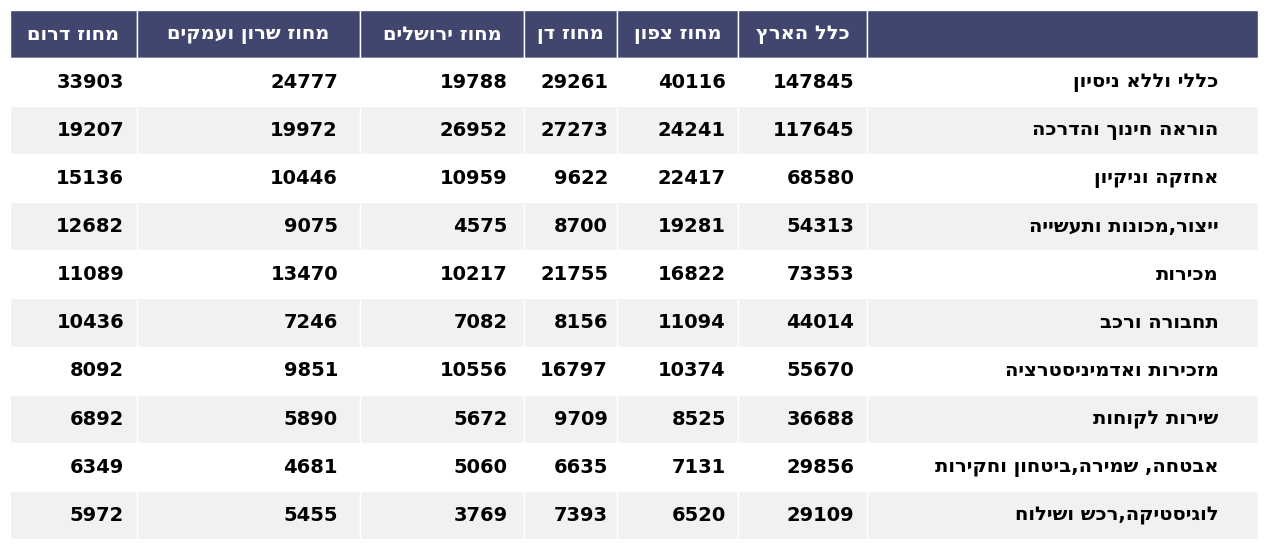 כלל הארץ מחוז צפון מחוז דן מחוז ירושלים מחוז שרון ועמקים מחוז דרום
כללי וללא ניסיון 147845 40116 29261 19788 24777 33903
הוראה חינוך והדרכה 117645 24241 27273 26952 19972 19207
אחזקה וניקיון 68580 22417 9622 10959 10446 15136
ייצור,מכונות ותעשייה 54313 19281 8700 4575 9075 12682
מכירות 73353 16822 21755 10217 13470 11089
תחבורה ורכב 44014 11094 8156 7082 7246 10436
מזכירות ואדמיניסטרציה 55670 10374 16797 10556 9851 8092
שירות לקוחות 36688 8525 9709 5672 5890 6892
אבטחה, שמירה,ביטחון וחקירות 29856 7131 6635 5060 4681 6349
לוגיסטיקה,רכש ושילוח 29109 6520 7393 3769 5455 5972